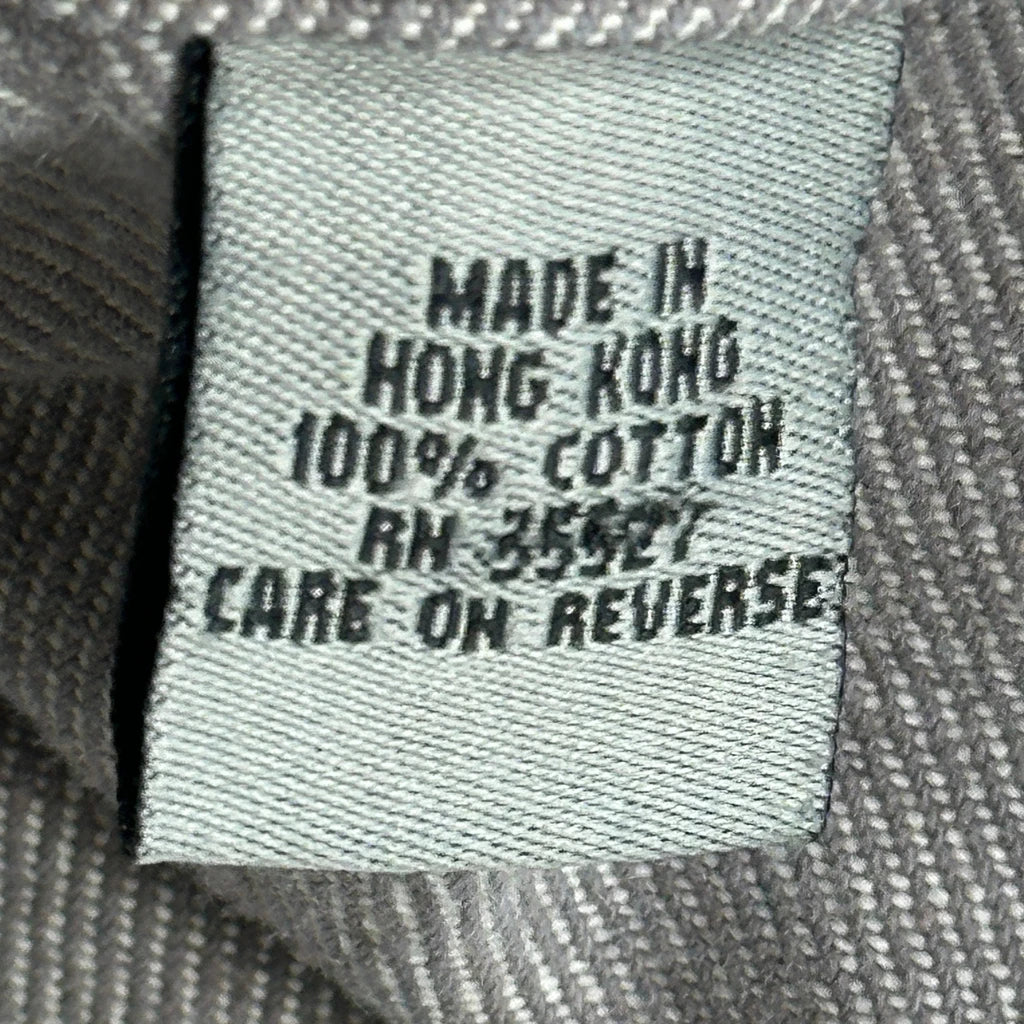 MADE IN
HONG KONG
100% COTTON
RN
CARE ON REVERSE